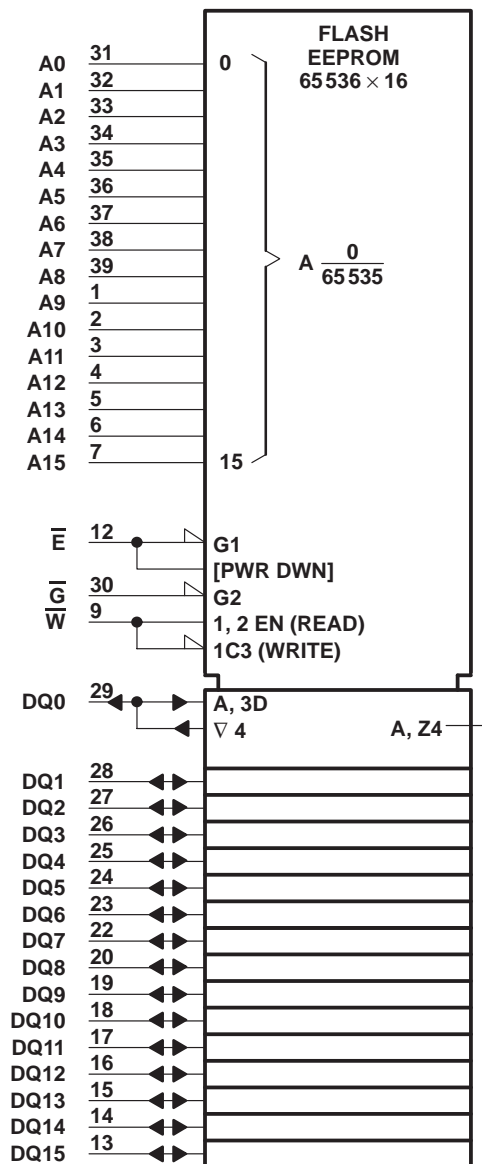 FLASH
EEPROM
65 536 × 16
A0 31 0
A1 32
A2 33
A3 34
A4 35
A5 36
A6 37
A7 38
A8 39
A 0
65 535
A9 1
A10 2
A11 3
A12 4
A13 5
A14 6
A15 7 15
E̅ 12 G1
[PWR DWN]
G̅ 30 G2
W̅ 9 1, 2 EN (READ)
1C3 (WRITE)
DQ0 29 A, 3D
∇ 4 A, Z4
DQ1 28
DQ2 27
DQ3 26
DQ4 25
DQ5 24
DQ6 23
DQ7 22
DQ8 20
DQ9 19
DQ10 18
DQ11 17
DQ12 16
DQ13 15
DQ14 14
DQ15 13